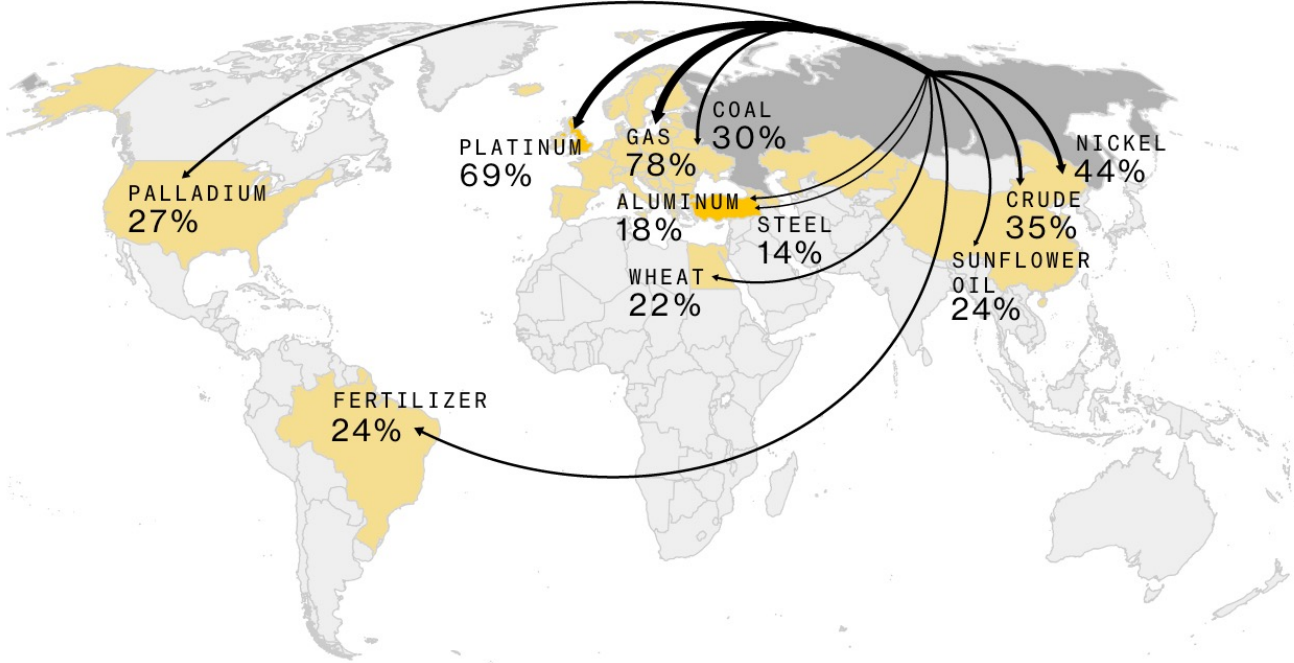 COAL
30%
GAS
78%
PLATINUM
69%
NICKEL
44%
PALLADIUM
27%
ALUMINUM
18%
CRUDE
35%
STEEL
14%
SUNFLOWER
OIL
24%
WHEAT
22%
FERTILIZER
24%